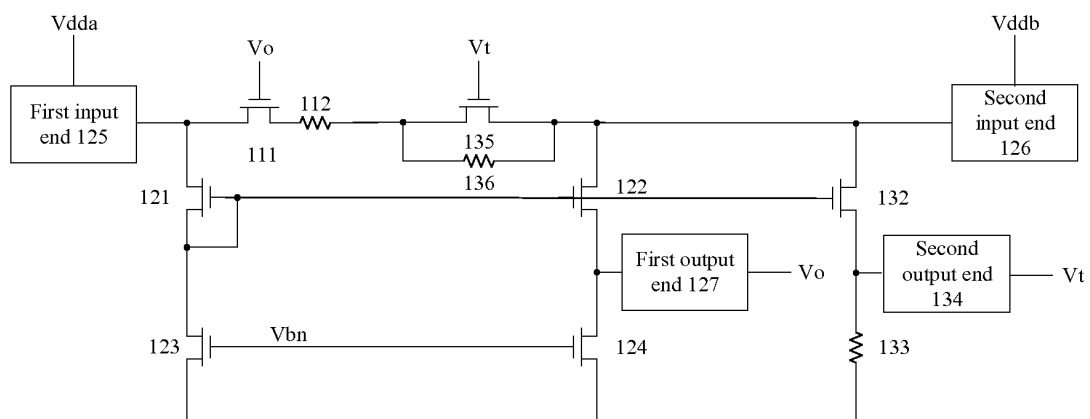 Vdda
Vo
Vt
Vddb
First input
end 125
112
Second
input end
126
111
135
136
121
122
132
First output
end 127
Vo
Second
output end
134
Vt
123
Vbn
124
133